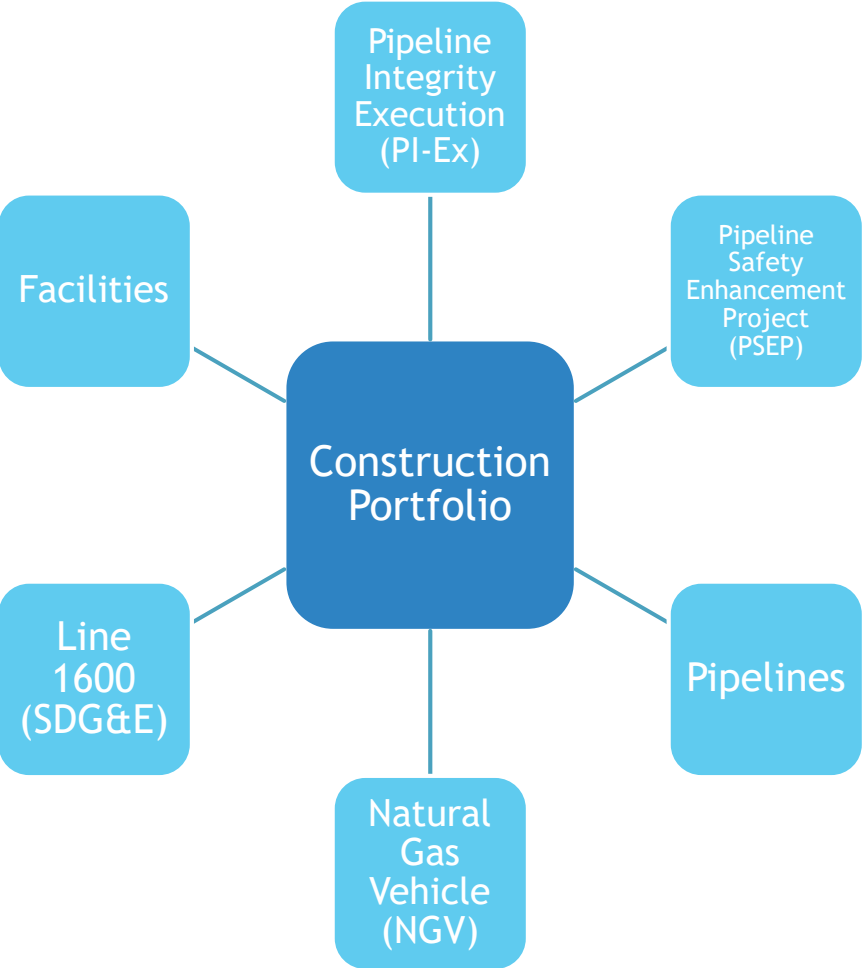 Pipeline
Integrity
Execution
(PI-Ex)
Pipeline
Safety
Enhancement
Project
(PSEP)
Facilities
Construction
Portfolio
Line
1600
(SDG&E)
Pipelines
Natural
Gas
Vehicle
(NGV)